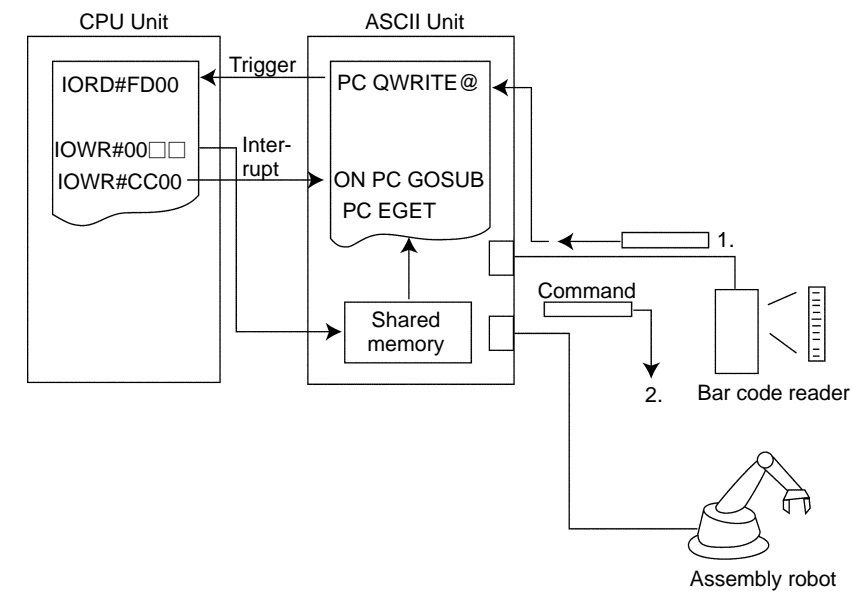 CPU Unit
ASCII Unit
Trigger
IORD#FD00
PC QWRITE@
IOWR#00□□
Inter-
rupt
IOWR#CC00
ON PC GOSUB
PC EGET
1.
Command
Shared
memory
2.
Bar code reader
Assembly robot